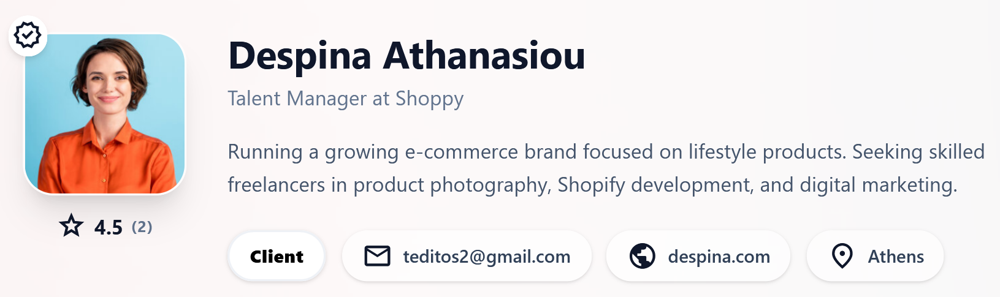 Despina Athanasiou
Talent Manager at Shoppy
Running a growing e-commerce brand focused on lifestyle products. Seeking skilled
freelancers in product photography, Shopify development, and digital marketing.
4.5 (2)
Client
teditos2@gmail.com
despina.com
Athens